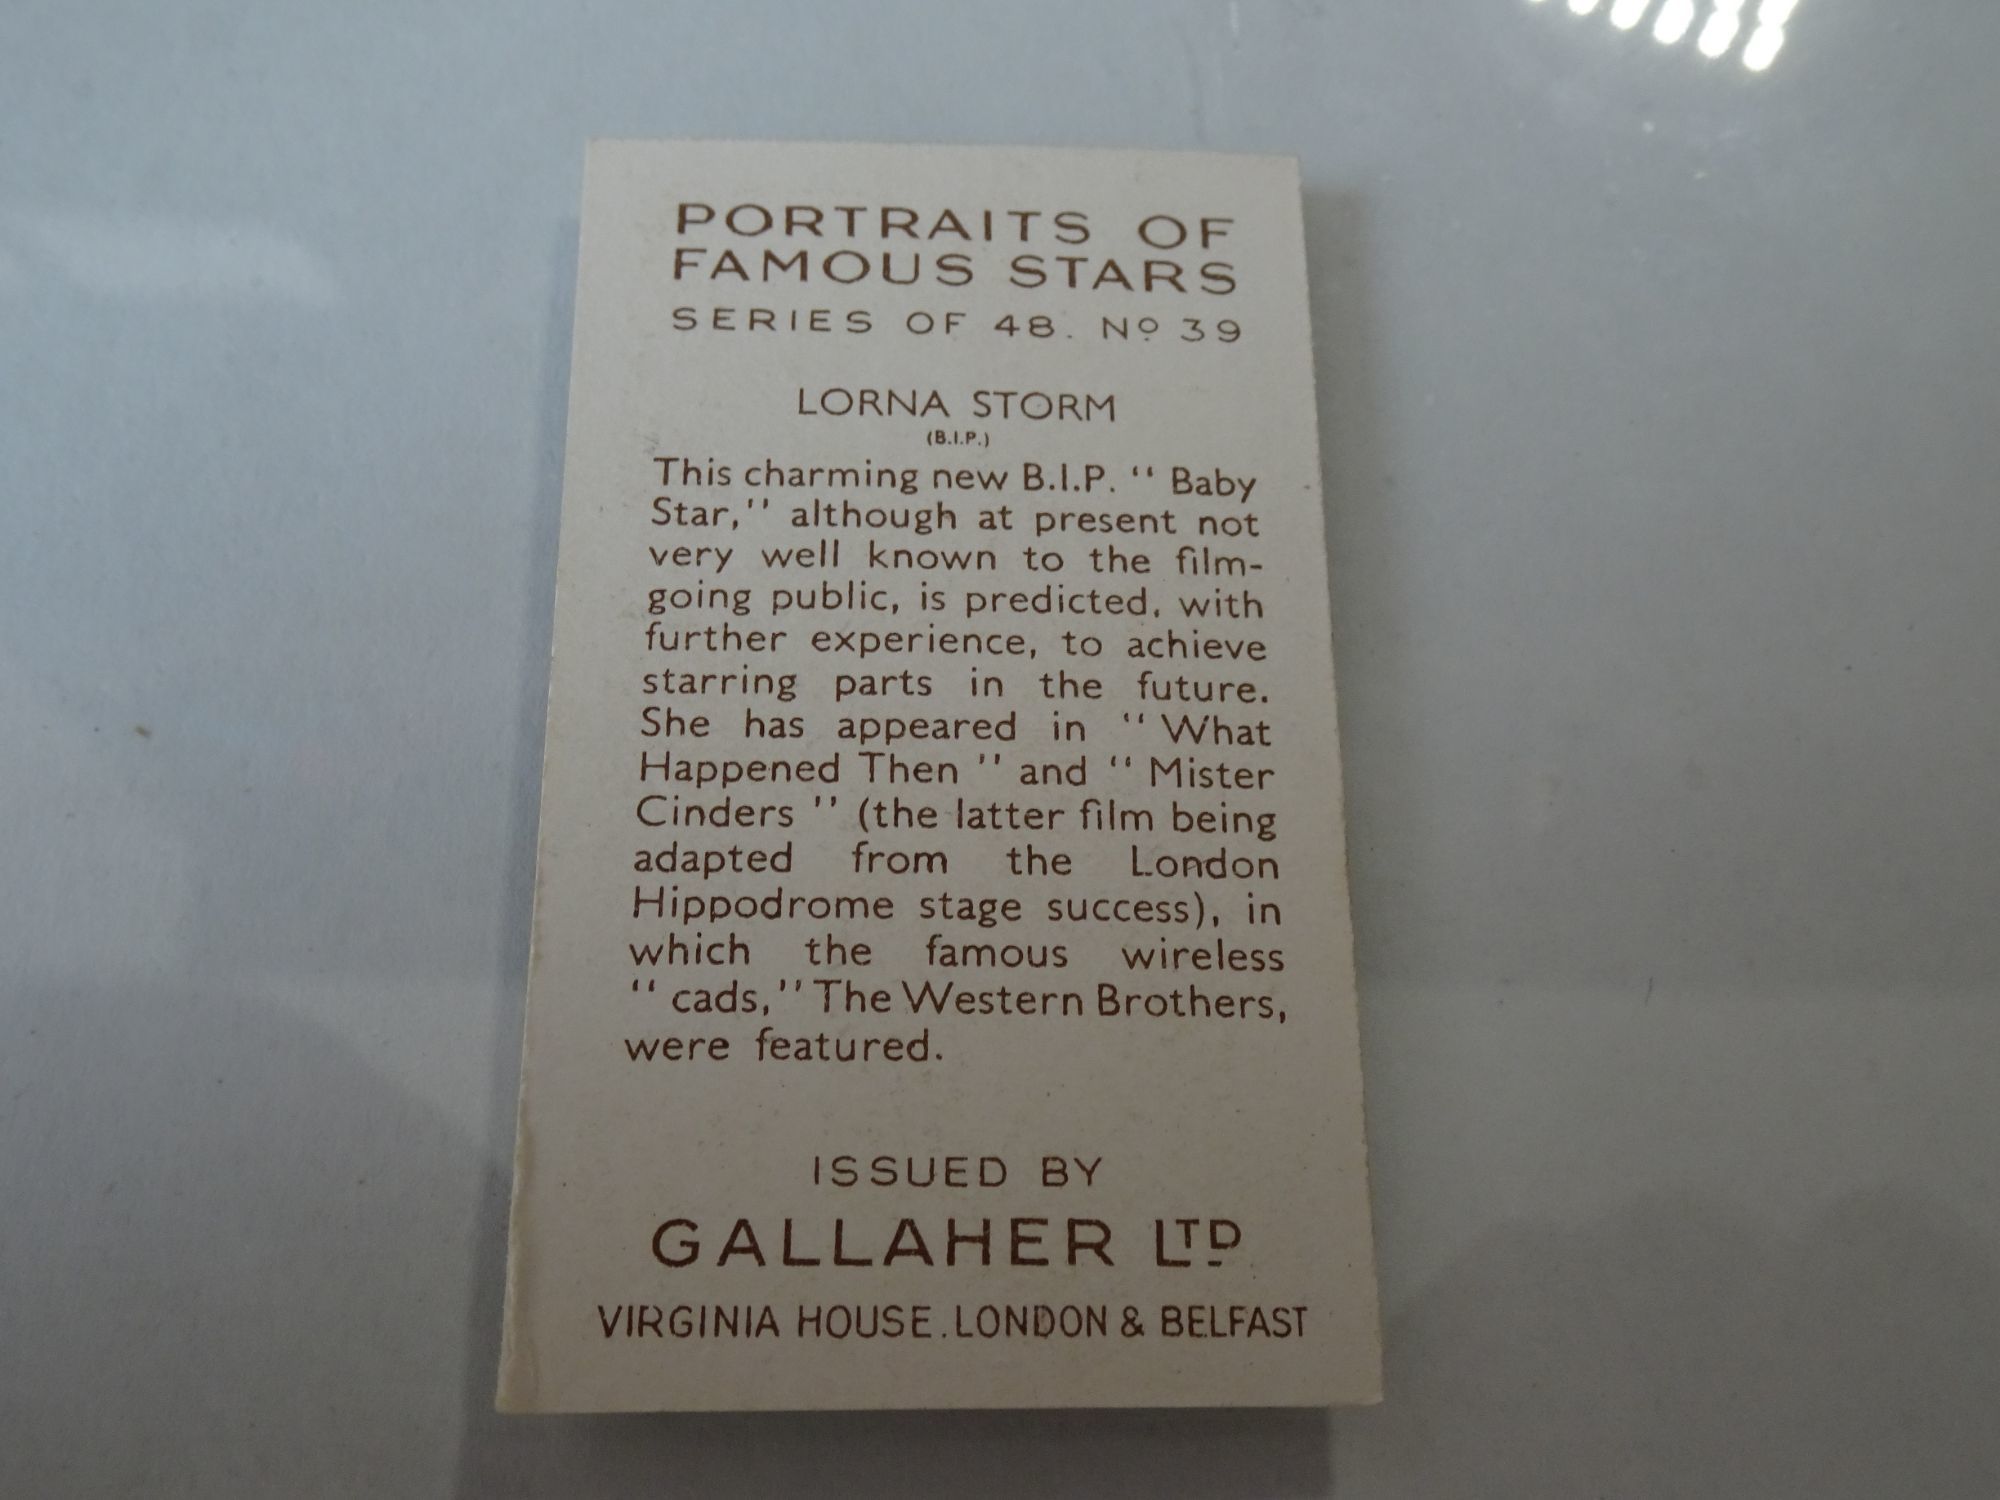 PORTRAITS OF
FAMOUS STARS
SERIES OF 48. Nº 39
LORNA STORM
(B.I.P.)
This charming new B.I.P. “ Baby
Star,” although at present not
very well known to the film-
going public, is predicted, with
further experience, to achieve
starring parts in the future.
She has appeared in “ What
Happened Then ” and “ Mister
Cinders ” (the latter film being
adapted from the London
Hippodrome stage success), in
which the famous wireless
“ cads,” The Western Brothers,
were featured.
ISSUED BY
GALLAHER LTD
VIRGINIA HOUSE. LONDON & BELFAST